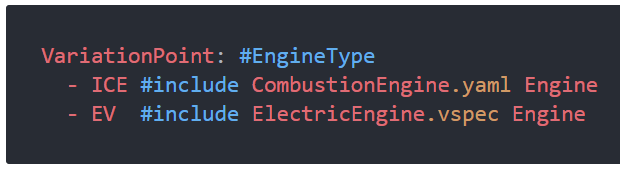 VariationPoint: #EngineType
- ICE #include CombustionEngine.yaml Engine
- EV #include ElectricEngine.vspec Engine